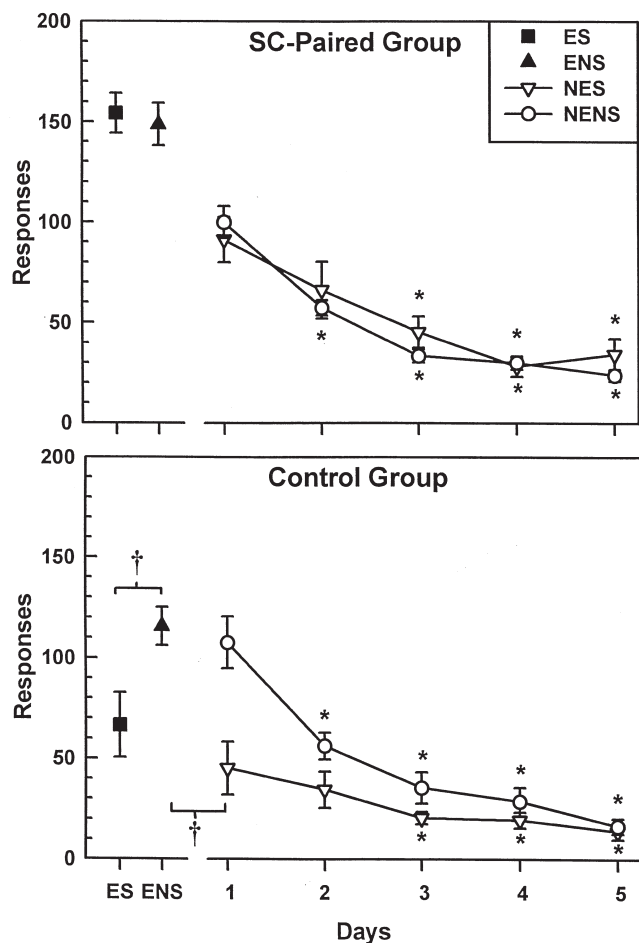 200
150
100
50
0
Responses
SC-Paired Group
ES
ENS
NES
NENS
*
*
*
*
*
*
*
200
150
100
50
0
Responses
Control Group
†
†
*
*
*
*
*
*
*
ES ENS 1 2 3 4 5
Days